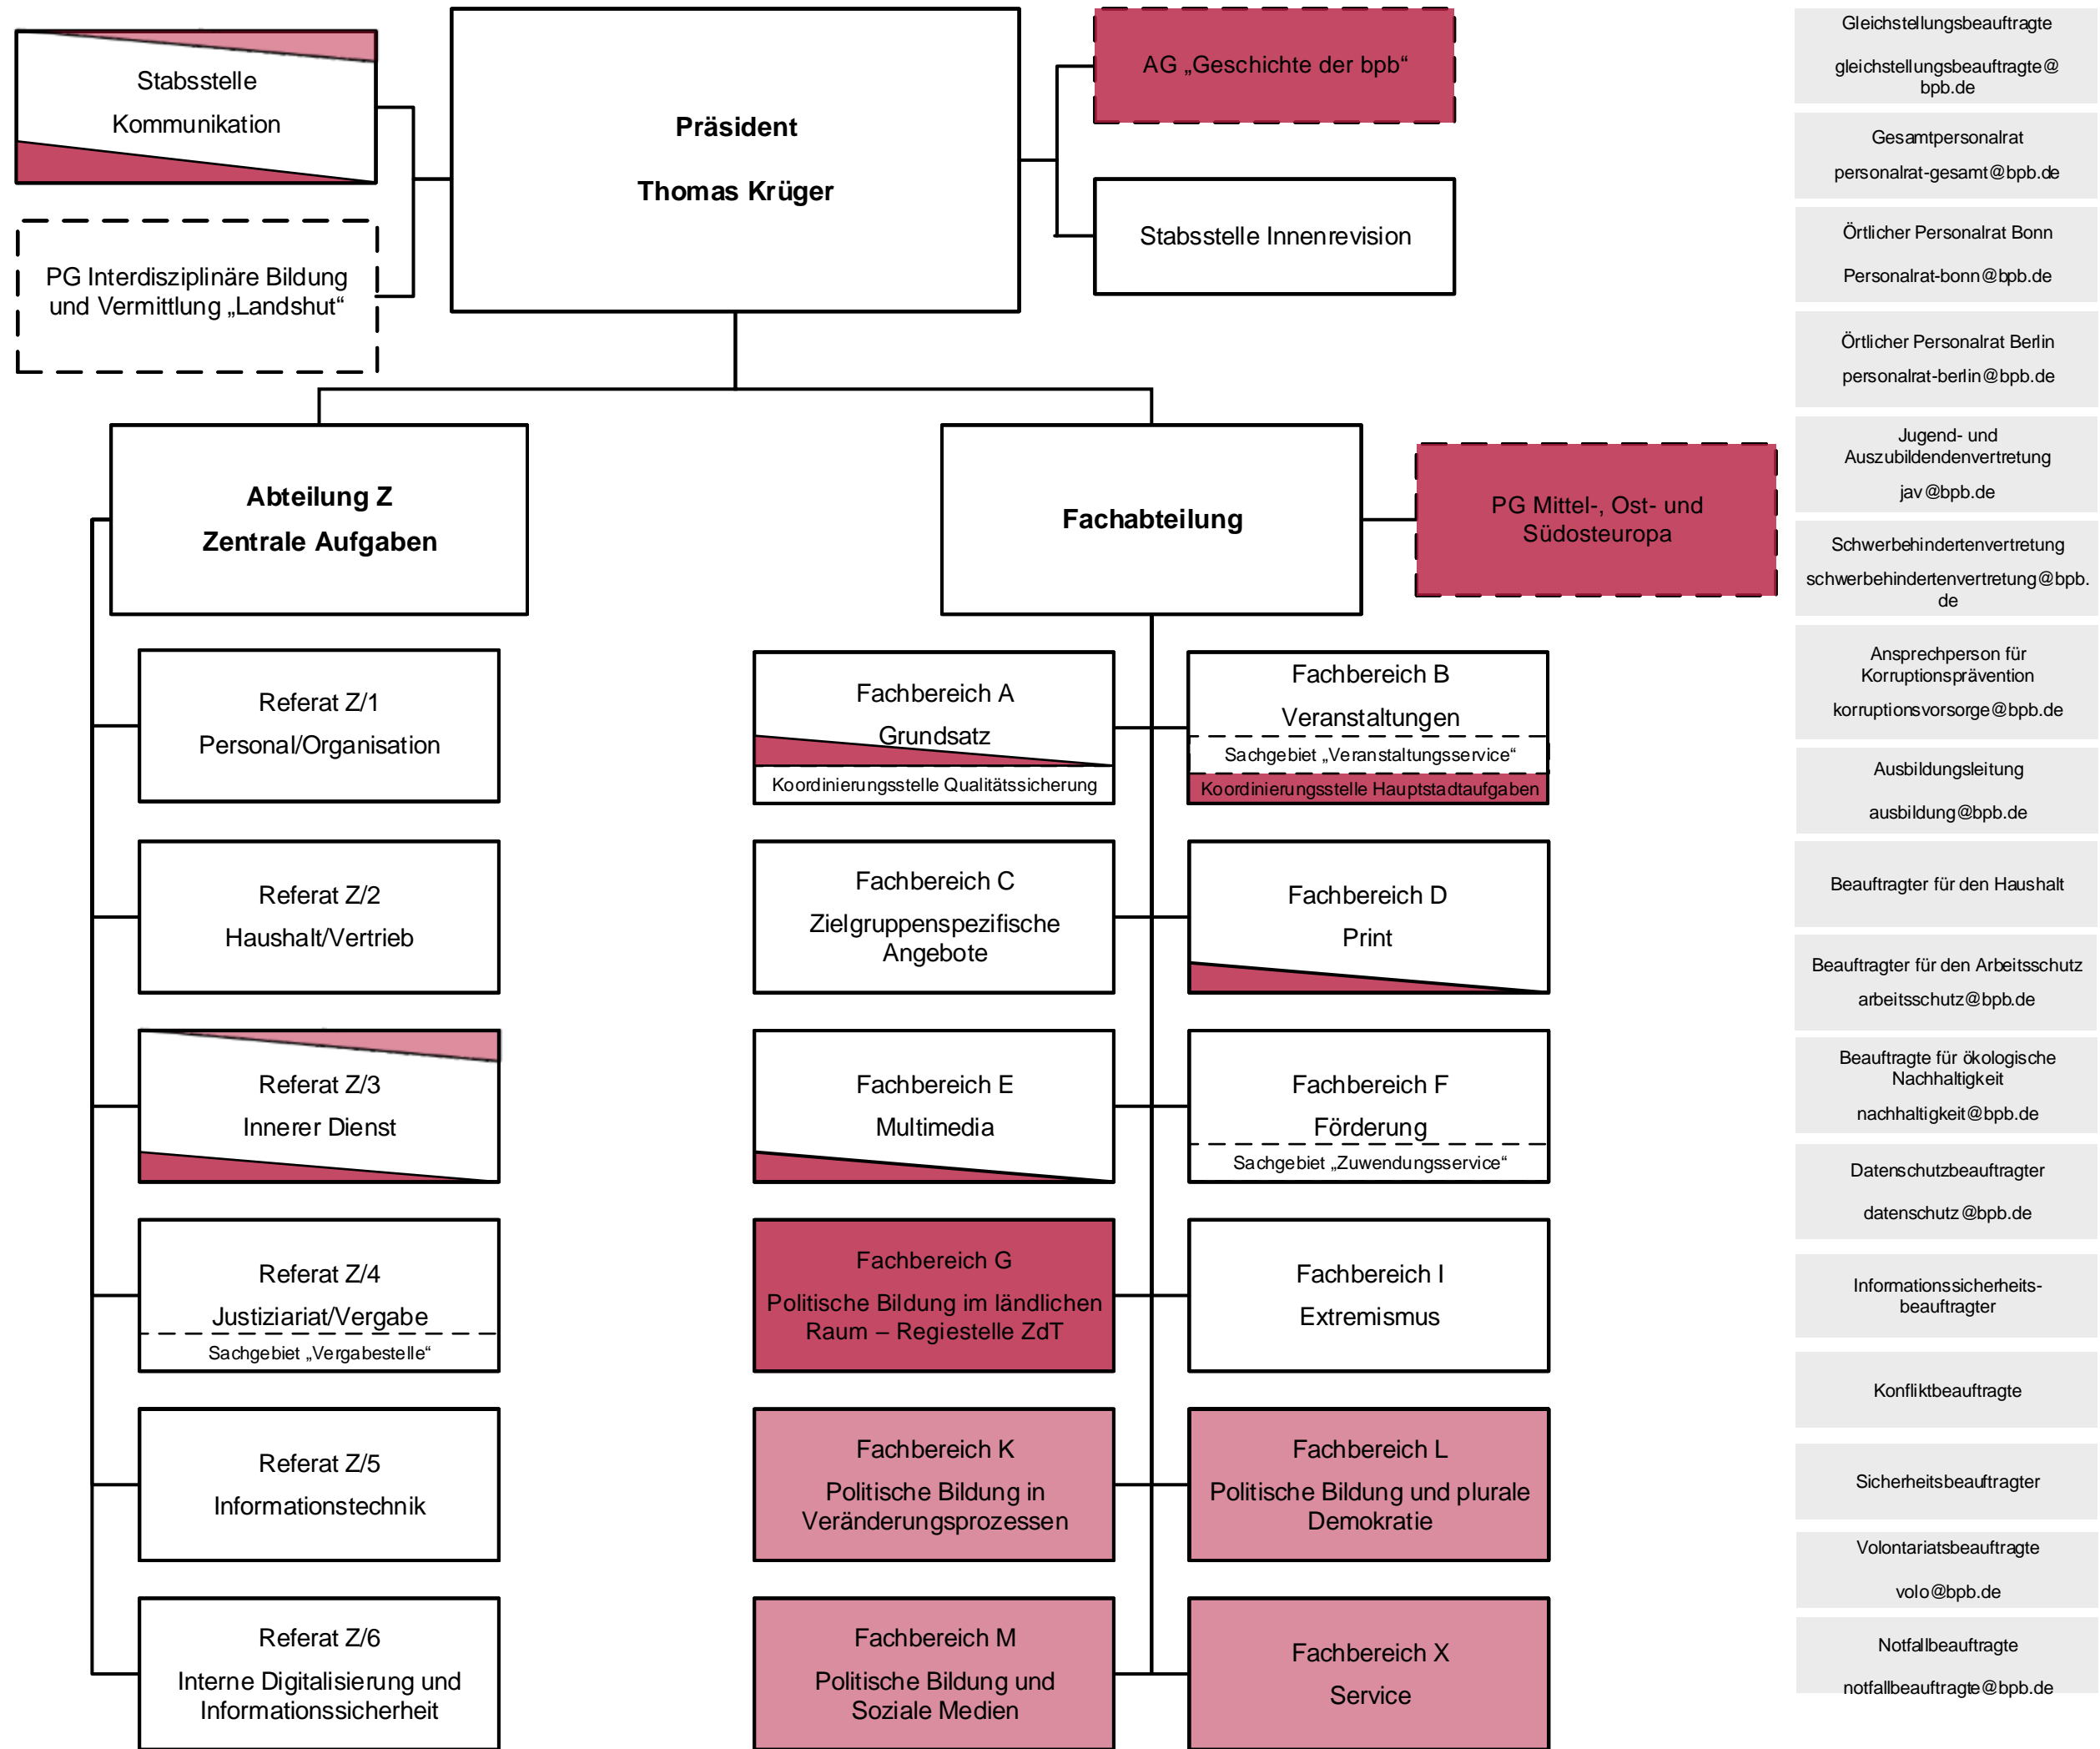 Stabsstelle
Kommunikation
PG Interdisziplinäre Bildung
und Vermittlung „Landshut“
Präsident
Thomas Krüger
AG „Geschichte der bpb“
Stabsstelle Innenrevision
Abteilung Z
Zentrale Aufgaben
Fachabteilung
PG Mittel-, Ost- und
Südosteuropa
Referat Z/1
Personal/Organisation
Referat Z/2
Haushalt/Vertrieb
Referat Z/3
Innerer Dienst
Referat Z/4
Justiziariat/Vergabe
Sachgebiet „Vergabestelle“
Referat Z/5
Informationstechnik
Referat Z/6
Interne Digitalisierung und
Informationssicherheit
Fachbereich A
Grundsatz
Koordinierungsstelle Qualitätssicherung
Fachbereich B
Veranstaltungen
Sachgebiet „Veranstaltungsservice“
Koordinierungsstelle Hauptstadtaufgaben
Fachbereich C
Zielgruppenspezifische
Angebote
Fachbereich D
Print
Fachbereich E
Multimedia
Fachbereich F
Förderung
Sachgebiet „Zuwendungsservice“
Fachbereich G
Politische Bildung im ländlichen
Raum – Regiestelle ZdT
Fachbereich I
Extremismus
Fachbereich K
Politische Bildung in
Veränderungsprozessen
Fachbereich L
Politische Bildung und plurale
Demokratie
Fachbereich M
Politische Bildung und
Soziale Medien
Fachbereich X
Service
Gleichstellungsbeauftragte
gleichstellungsbeauftragte@
bpb.de
Gesamtpersonalrat
personalrat-gesamt@bpb.de
Örtlicher Personalrat Bonn
Personalrat-bonn@bpb.de
Örtlicher Personalrat Berlin
personalrat-berlin@bpb.de
Jugend- und
Auszubildendenvertretung
jav@bpb.de
Schwerbehindertenvertretung
schwerbehindertenvertretung@bpb.
de
Ansprechperson für
Korruptionsprävention
korruptionsvorsorge@bpb.de
Ausbildungsleitung
ausbildung@bpb.de
Beauftragter für den Haushalt
Beauftragter für den Arbeitsschutz
arbeitsschutz@bpb.de
Beauftragte für ökologische
Nachhaltigkeit
nachhaltigkeit@bpb.de
Datenschutzbeauftragter
datenschutz@bpb.de
Informationssicherheits-
beauftragter
Konfliktbeauftragte
Sicherheitsbeauftragter
Volontariatsbeauftragte
volo@bpb.de
Notfallbeauftragte
notfallbeauftragte@bpb.de